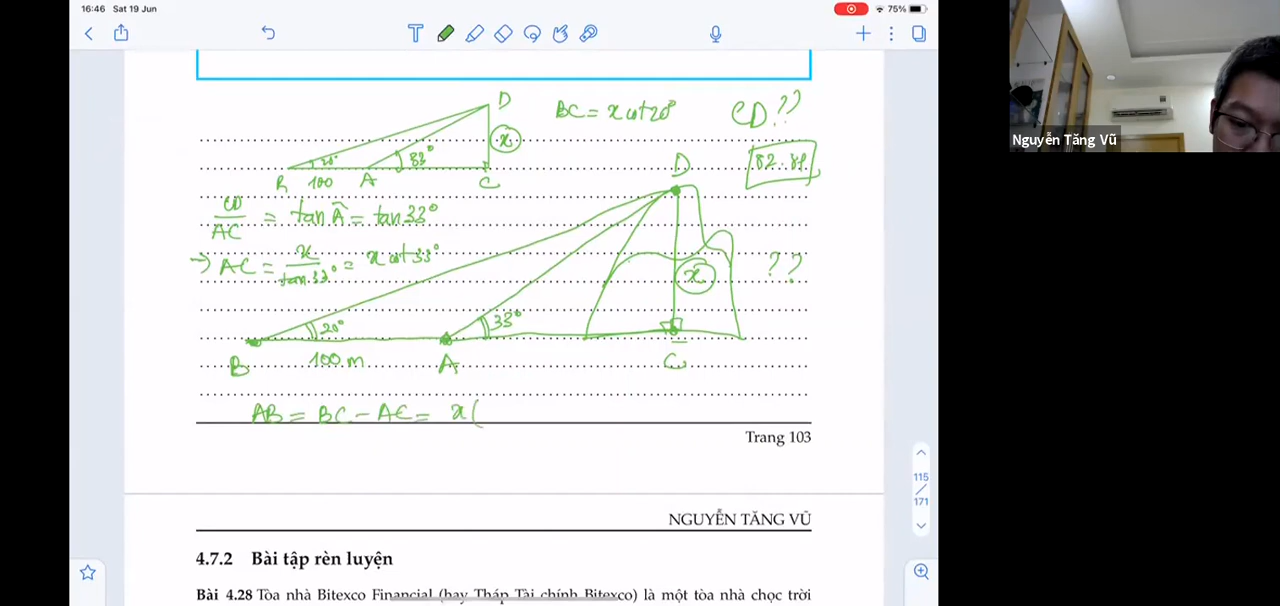 16:46 Sat 19 Jun
75%
D
BC = x cot 20°
CD??
x
20°
33°
B 100 A C
82.81
D
CD/AC = tan Â = tan 33°
→ AC = x/tan 33° = x cot 33°
x
??
20°
33°
B 100 m A C
AB = BC - AC = x(
Trang 103
NGUYỄN TĂNG VŨ
4.7.2 Bài tập rèn luyện
Bài 4.28 Tòa nhà Bitexco Financial (hay Tháp Tài chính Bitexco) là một tòa nhà chọc trời
115
171
Nguyễn Tăng Vũ